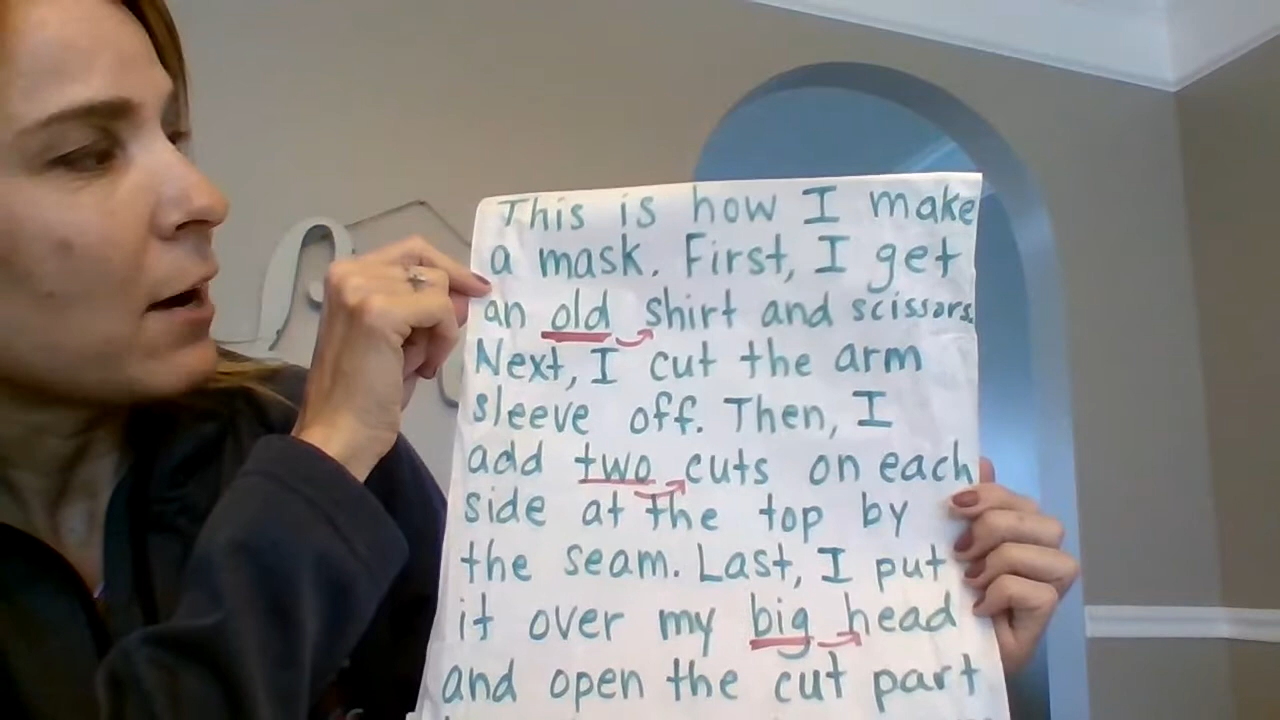 This is how I make
a mask. First, I get
an old shirt and scissors.
Next, I cut the arm
sleeve off. Then, I
add two cuts on each
side at the top by
the seam. Last, I put
it over my big head
and open the cut part